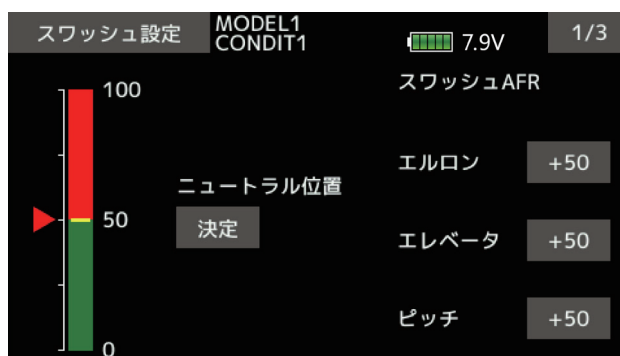 スワッシュ設定
MODEL1
CONDIT1
7.9V
1/3
スワッシュAFR
100
エルロン
+50
ニュートラル位置
50
決定
エレベータ
+50
ピッチ
+50
0